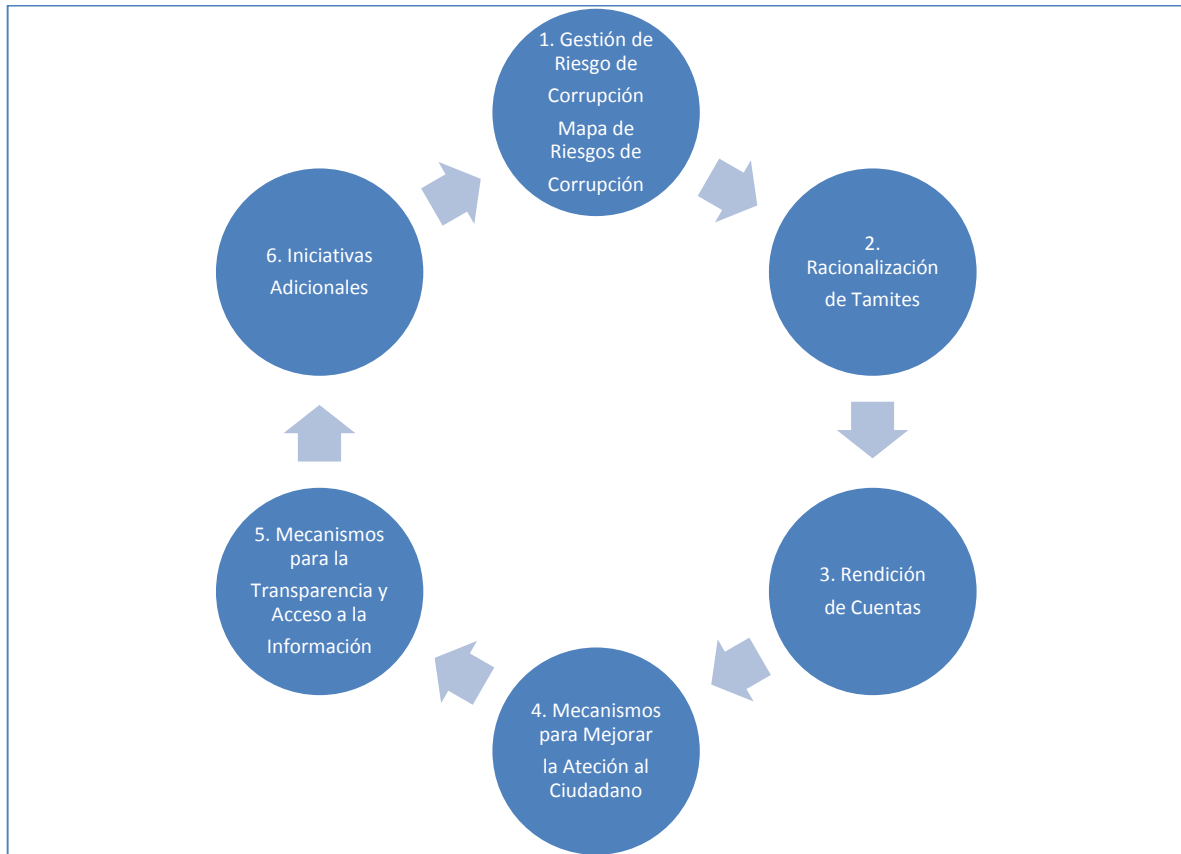 1. Gestión de
Riesgo de
Corrupción
Mapa de
Riesgos de
Corrupción
2.
Racionalización
de Tamites
3. Rendición
de Cuentas
4. Mecanismos
para Mejorar
la Ateción al
Ciudadano
5. Mecanismos
para la
Transparencia y
Acceso a la
Información
6. Iniciativas
Adicionales